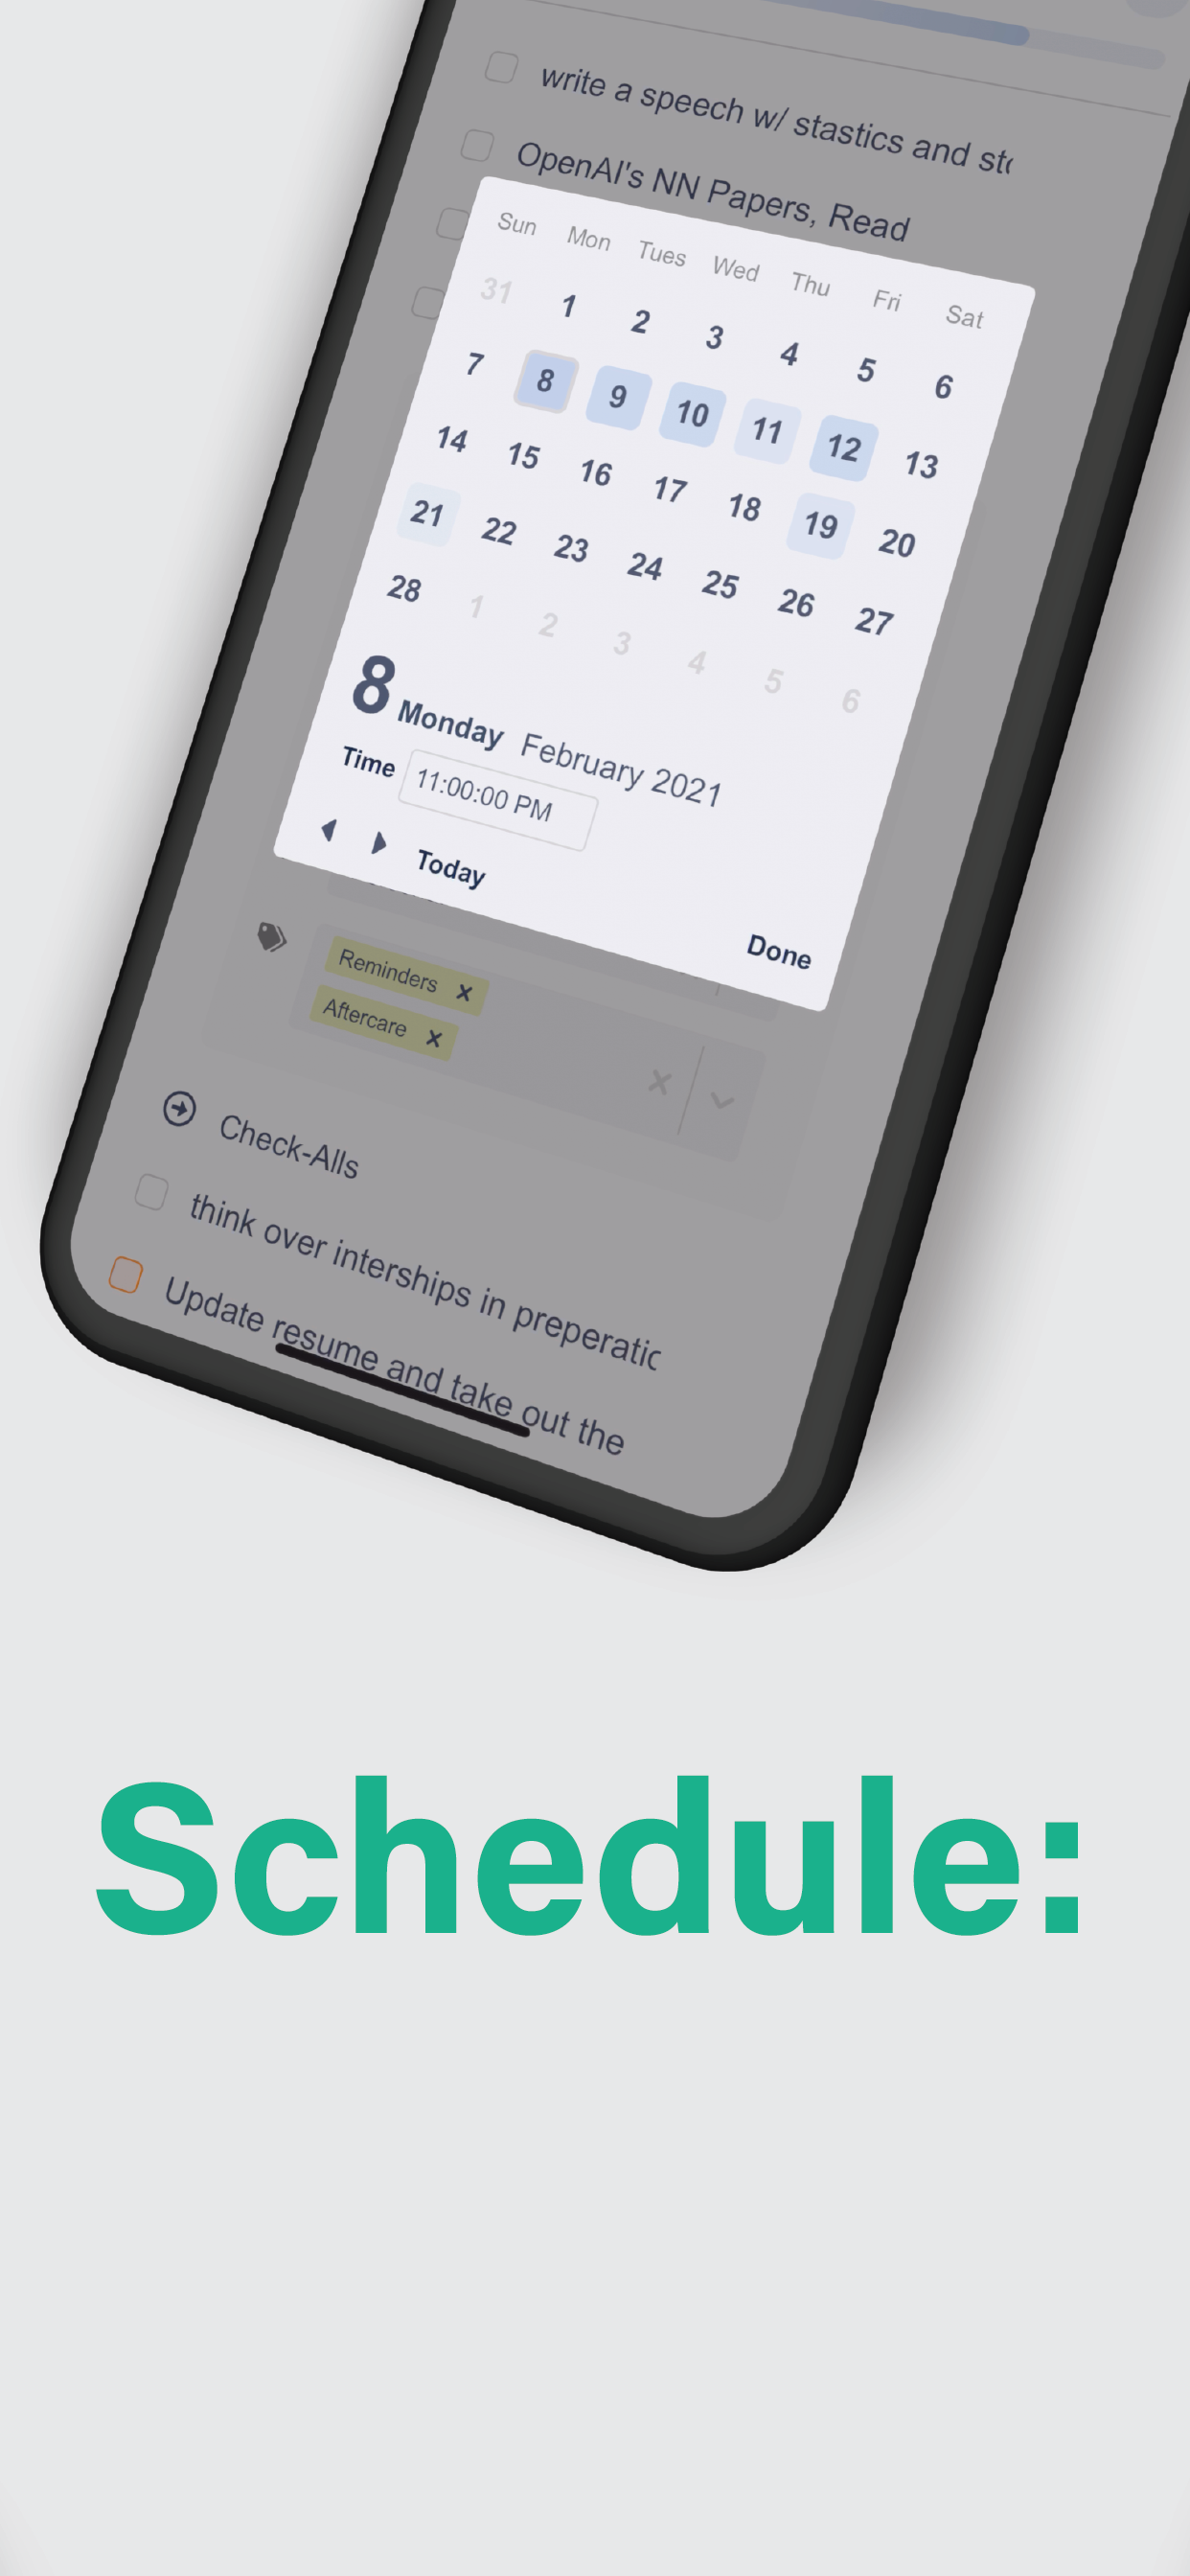 write a speech w/ stastics and sto
OpenAI's NN Papers, Read
Sun Mon Tues Wed Thu Fri Sat
31 1 2 3 4 5 6
7 8 9 10 11 12 13
14 15 16 17 18 19 20
21 22 23 24 25 26 27
28 1 2 3 4 5 6
8 Monday February 2021
Time 11:00:00 PM
Today
Done
Reminders
Aftercare
Check-Alls
think over interships in preperatic
Update resume and take out the
Schedule: